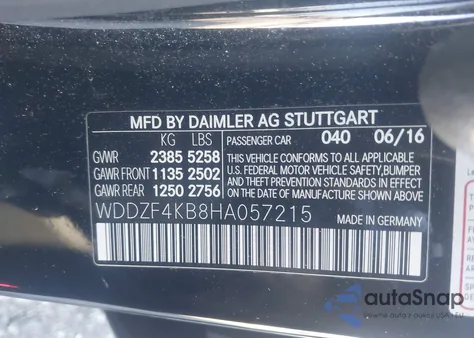 MFD BY DAIMLER AG STUTTGART
KG LBS
GVWR 2385 5258
GAWR FRONT 1135 2502
GAWR REAR 1250 2756
PASSENGER CAR 040 06/16
THIS VEHICLE CONFORMS TO ALL APPLICABLE
U.S. FEDERAL MOTOR VEHICLE SAFETY,BUMPER
AND THEFT PREVENTION STANDARDS IN EFFECT
ON THE DATE OF MANUFACTURE SHOWN ABOVE.
WDDZF4KB8HA057215
MADE IN GERMANY
autoSnap